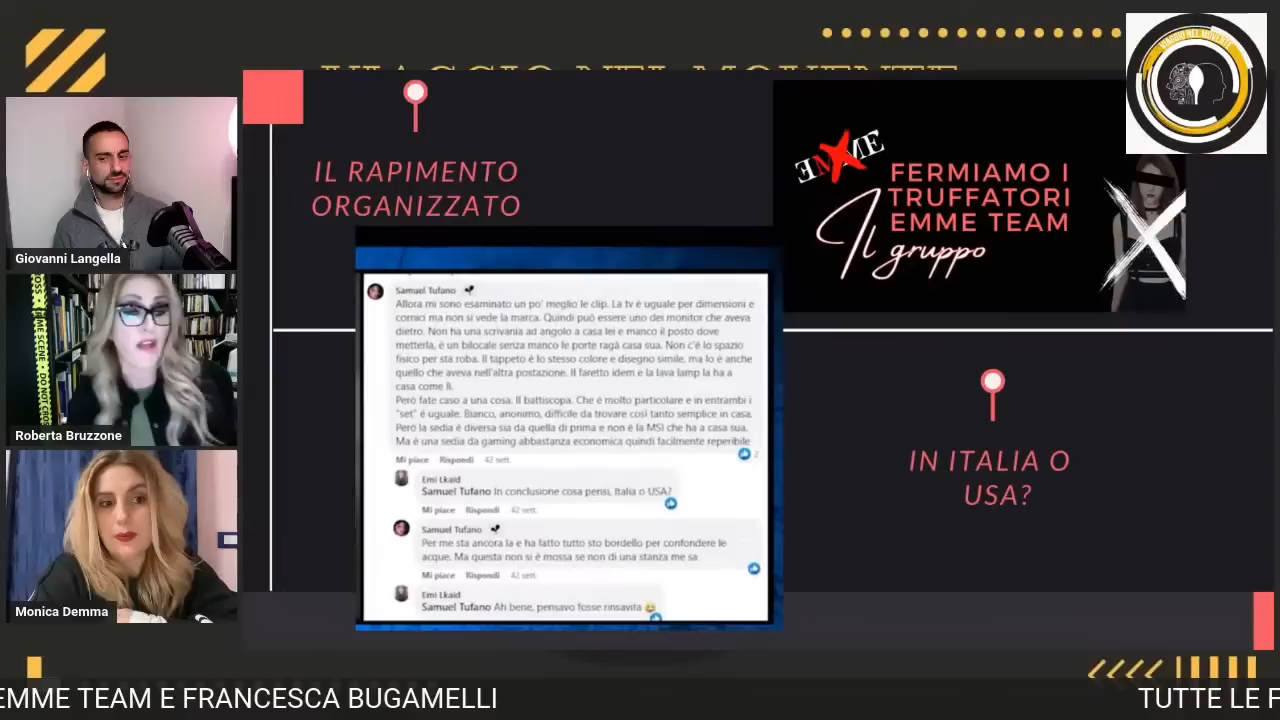 VIAGGIO NEL MOVENTE
VIAGGIO NEL MOVENTE
IL RAPIMENTO
ORGANIZZATO
EMME
FERMIAMO I
TRUFFATORI
EMME TEAM
Il gruppo
Giovanni Langella
Roberta Bruzzone
Monica Demma
Samuel Tufano
Allora mi sono esaminato un po' meglio le clip. La tv è uguale per dimensioni e
cornici ma non si vede la marca. Quindi può essere uno dei monitor che aveva
dietro. Non ha una scrivania ad angolo a casa lei e manco il posto dove
metterla, è un bilocale senza manco le porte ragà casa sua. Non c'è lo spazio
fisico per sta roba. Il tappeto è lo stesso colore e disegno simile, ma lo è anche
quello che aveva nell'altra postazione. Il faretto idem e la lava lamp la ha a
casa come lì.
Però fate caso a una cosa. Il battiscopa. Che è molto particolare e in entrambi i
"set" è uguale. Bianco, anonimo, difficile da trovare così tanto semplice in casa.
Però la sedia è diversa sia da quella di prima e non è la MSI che ha a casa sua.
Ma è una sedia da gaming abbastanza economica quindi facilmente reperibile
2
Mi piace Rispondi 42 sett.
Emi Lkaid
Samuel Tufano In conclusione cosa pensi, Italia o USA?
Mi piace Rispondi 42 sett.
Samuel Tufano
Per me sta ancora la e ha fatto tutto sto bordello per confondere le
acque. Ma questa non si è mossa se non di una stanza me sa
Mi piace Rispondi 42 sett.
Emi Lkaid
Samuel Tufano Ah bene, pensavo fosse rinsavita 😂
IN ITALIA O
USA?
EMME TEAM E FRANCESCA BUGAMELLI
TUTTE LE F